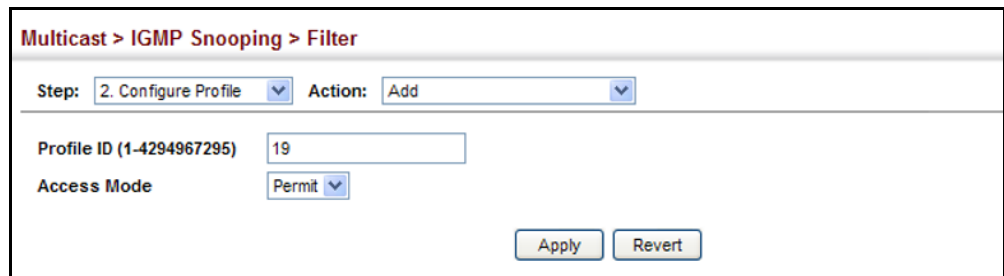 Multicast > IGMP Snooping > Filter
Step: 2. Configure Profile Action: Add
Profile ID (1-4294967295) 19
Access Mode Permit
Apply Revert